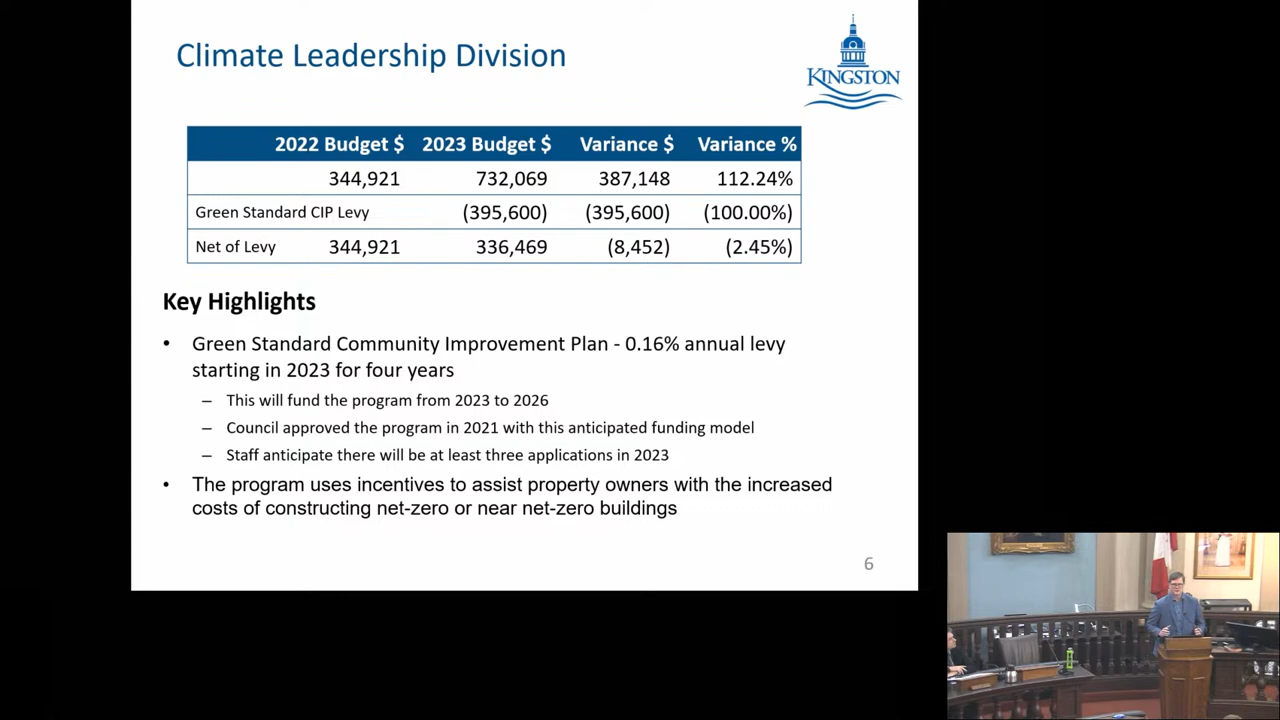 Climate Leadership Division
KINGSTON
2022 Budget $ 2023 Budget $ Variance $ Variance %
344,921 732,069 387,148 112.24%
Green Standard CIP Levy (395,600) (395,600) (100.00%)
Net of Levy 344,921 336,469 (8,452) (2.45%)
Key Highlights
• Green Standard Community Improvement Plan - 0.16% annual levy
starting in 2023 for four years
– This will fund the program from 2023 to 2026
– Council approved the program in 2021 with this anticipated funding model
– Staff anticipate there will be at least three applications in 2023
• The program uses incentives to assist property owners with the increased
costs of constructing net-zero or near net-zero buildings
6